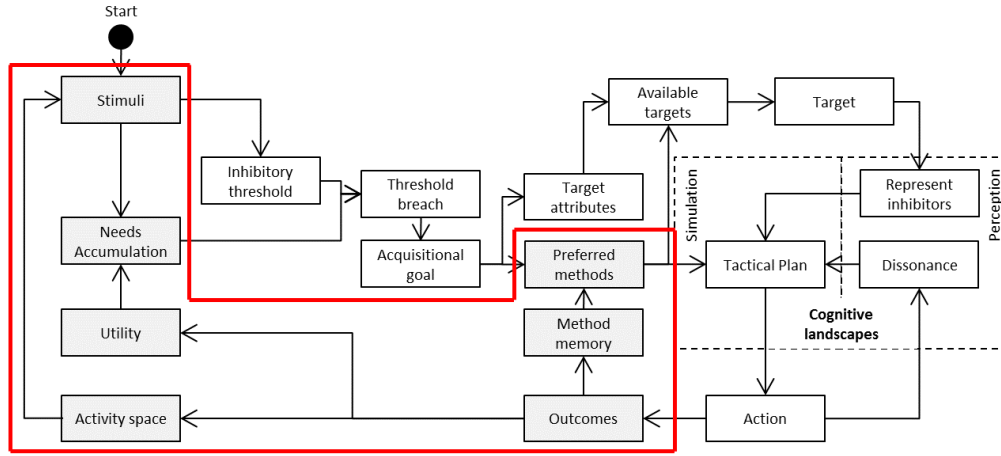 Start
Stimuli
Available
targets
Target
Inhibitory
threshold
Threshold
breach
Target
attributes
Represent
inhibitors
Simulation
Perception
Needs
Accumulation
Acquisitional
goal
Preferred
methods
Tactical Plan
Dissonance
Cognitive
landscapes
Utility
Method
memory
Activity space
Outcomes
Action